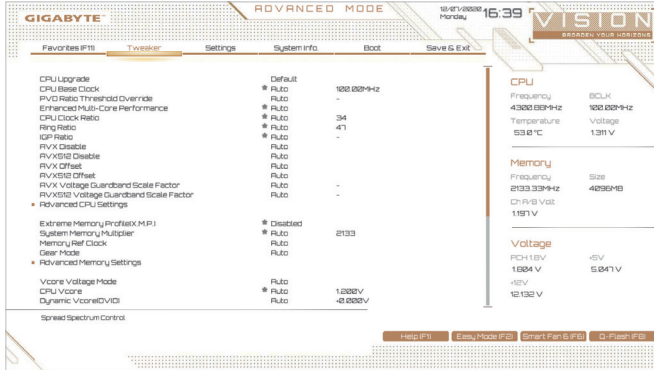 GIGABYTE™
ADVANCED MODE
12/07/2020
Monday
16:39
VISION
BROADEN YOUR HORIZONS
Favorites (F11) Tweaker Settings System Info. Boot Save & Exit
CPU Upgrade Default
CPU Base Clock Auto 100.00MHz
PVD Ratio Threshold Override Auto -
Enhanced Multi-Core Performance Auto
CPU Clock Ratio Auto 34
Ring Ratio Auto 47
IGP Ratio Auto -
AVX Disable Auto
AVX512 Disable Auto
AVX Offset Auto
AVX512 Offset Auto
AVX Voltage Guardband Scale Factor Auto -
AVX512 Voltage Guardband Scale Factor Auto -
Advanced CPU Settings
Extreme Memory Profile(X.M.P.) Disabled
System Memory Multiplier Auto 2133
Memory Ref Clock Auto
Gear Mode Auto
Advanced Memory Settings
Vcore Voltage Mode Auto
CPU Vcore Auto 1.200V
Dynamic Vcore(DVID) Auto +0.000V
Spread Spectrum Control
CPU
Frequency BCLK
4300.88MHz 100.00MHz
Temperature Voltage
53.0 °C 1.311 V
Memory
Frequency Size
2133.33MHz 4096MB
Ch A/B Volt
1.197 V
Voltage
PCH 1.8V +5V
1.804 V 5.047 V
+12V
12.132 V
Help (F1) Easy Mode (F2) Smart Fan 6 (F6) Q-Flash (F8)